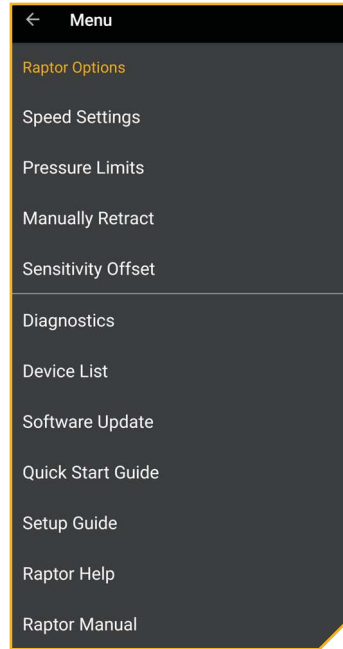 Menu
Raptor Options
Speed Settings
Pressure Limits
Manually Retract
Sensitivity Offset
Diagnostics
Device List
Software Update
Quick Start Guide
Setup Guide
Raptor Help
Raptor Manual